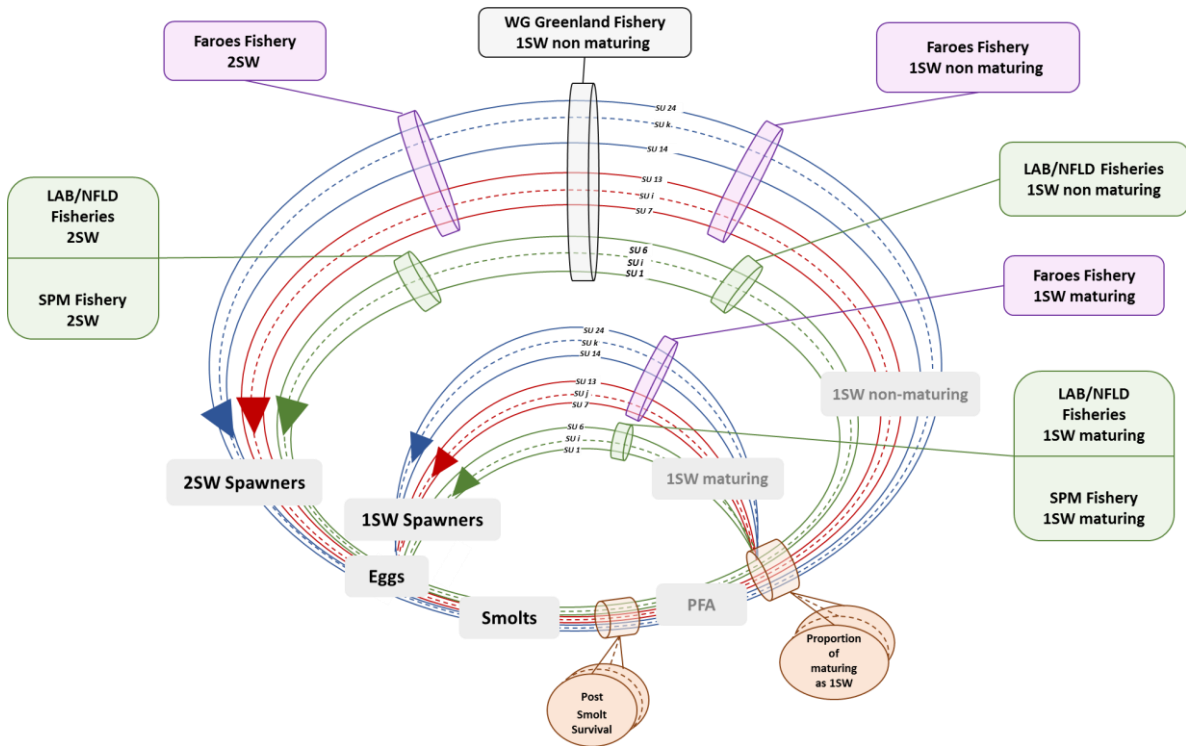 WG Greenland Fishery
1SW non maturing
Faroes Fishery
2SW
Faroes Fishery
1SW non maturing
SU 24
SU k
SU 14
SU 13
SU i
SU 7
SU 6
SU i
SU 1
LAB/NFLD Fisheries
1SW non maturing
LAB/NFLD
Fisheries
2SW
SPM Fishery
2SW
Faroes Fishery
1SW maturing
SU 24
SU k
SU 14
SU 13
SU j
SU 7
SU 6
SU i
SU 1
1SW non-maturing
LAB/NFLD
Fisheries
1SW maturing
SPM Fishery
1SW maturing
2SW Spawners
1SW maturing
1SW Spawners
Eggs
Smolts
PFA
Proportion
of
maturing
as 1SW
Post
Smolt
Survival